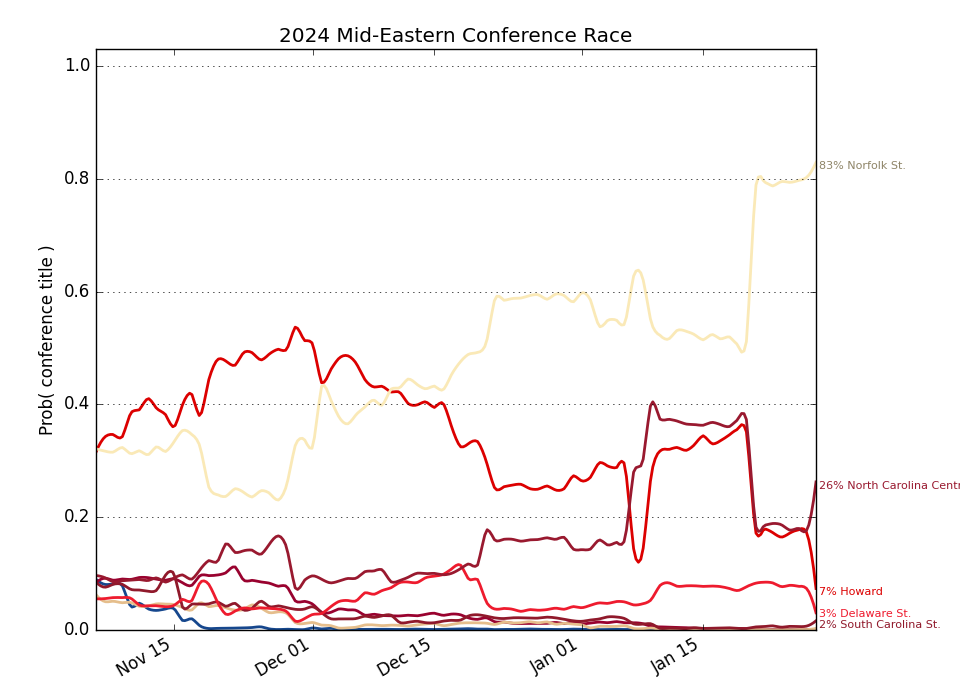 2024 Mid-Eastern Conference Race
Prob( conference title )
1.0
0.8
0.6
0.4
0.2
0.0
Nov 15
Dec 01
Dec 15
Jan 01
Jan 15
83% Norfolk St.
26% North Carolina Centr
7% Howard
3% Delaware St.
2% South Carolina St.